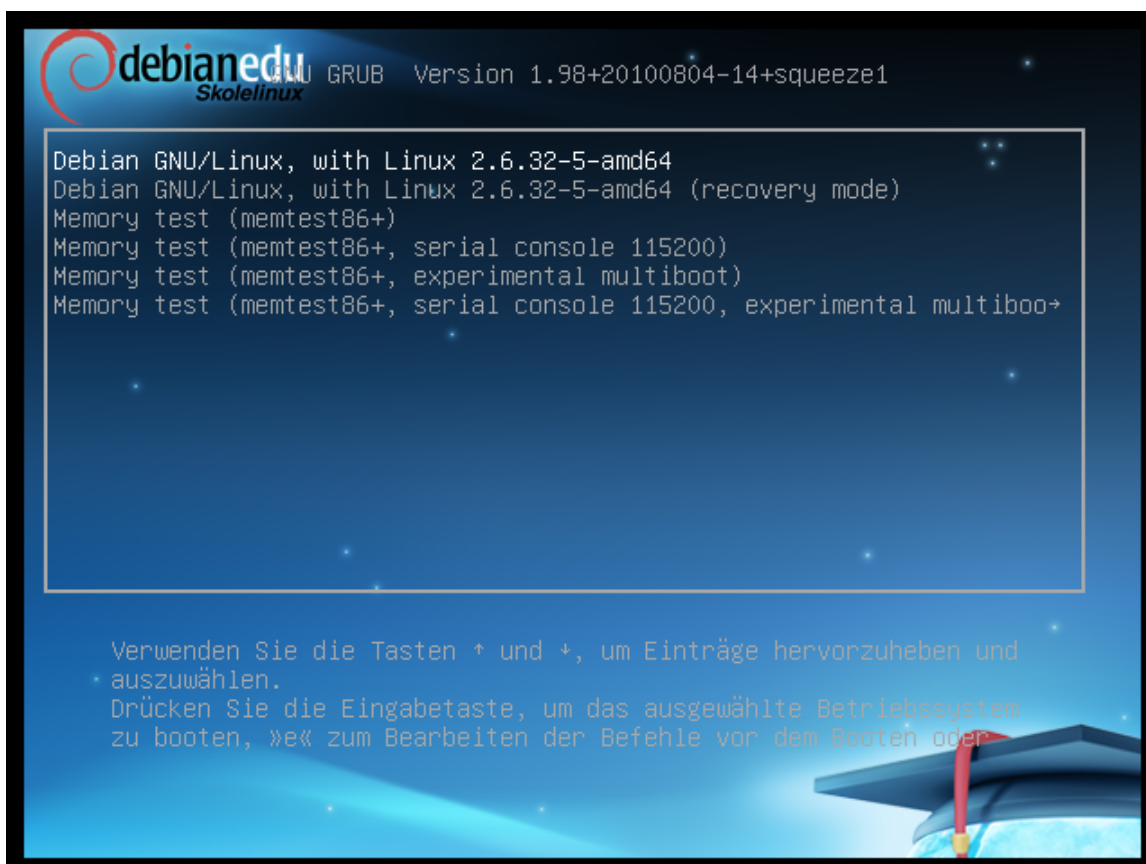 debianedu
Skolelinux
GNU GRUB Version 1.98+20100804-14+squeeze1
Debian GNU/Linux, with Linux 2.6.32-5-amd64
Debian GNU/Linux, with Linux 2.6.32-5-amd64 (recovery mode)
Memory test (memtest86+)
Memory test (memtest86+, serial console 115200)
Memory test (memtest86+, experimental multiboot)
Memory test (memtest86+, serial console 115200, experimental multiboo→
Verwenden Sie die Tasten ↑ und ↓, um Einträge hervorzuheben und
auszuwählen.
Drücken Sie die Eingabetaste, um das ausgewählte Betriebssystem
zu booten, »e« zum Bearbeiten der Befehle vor dem Booten oder